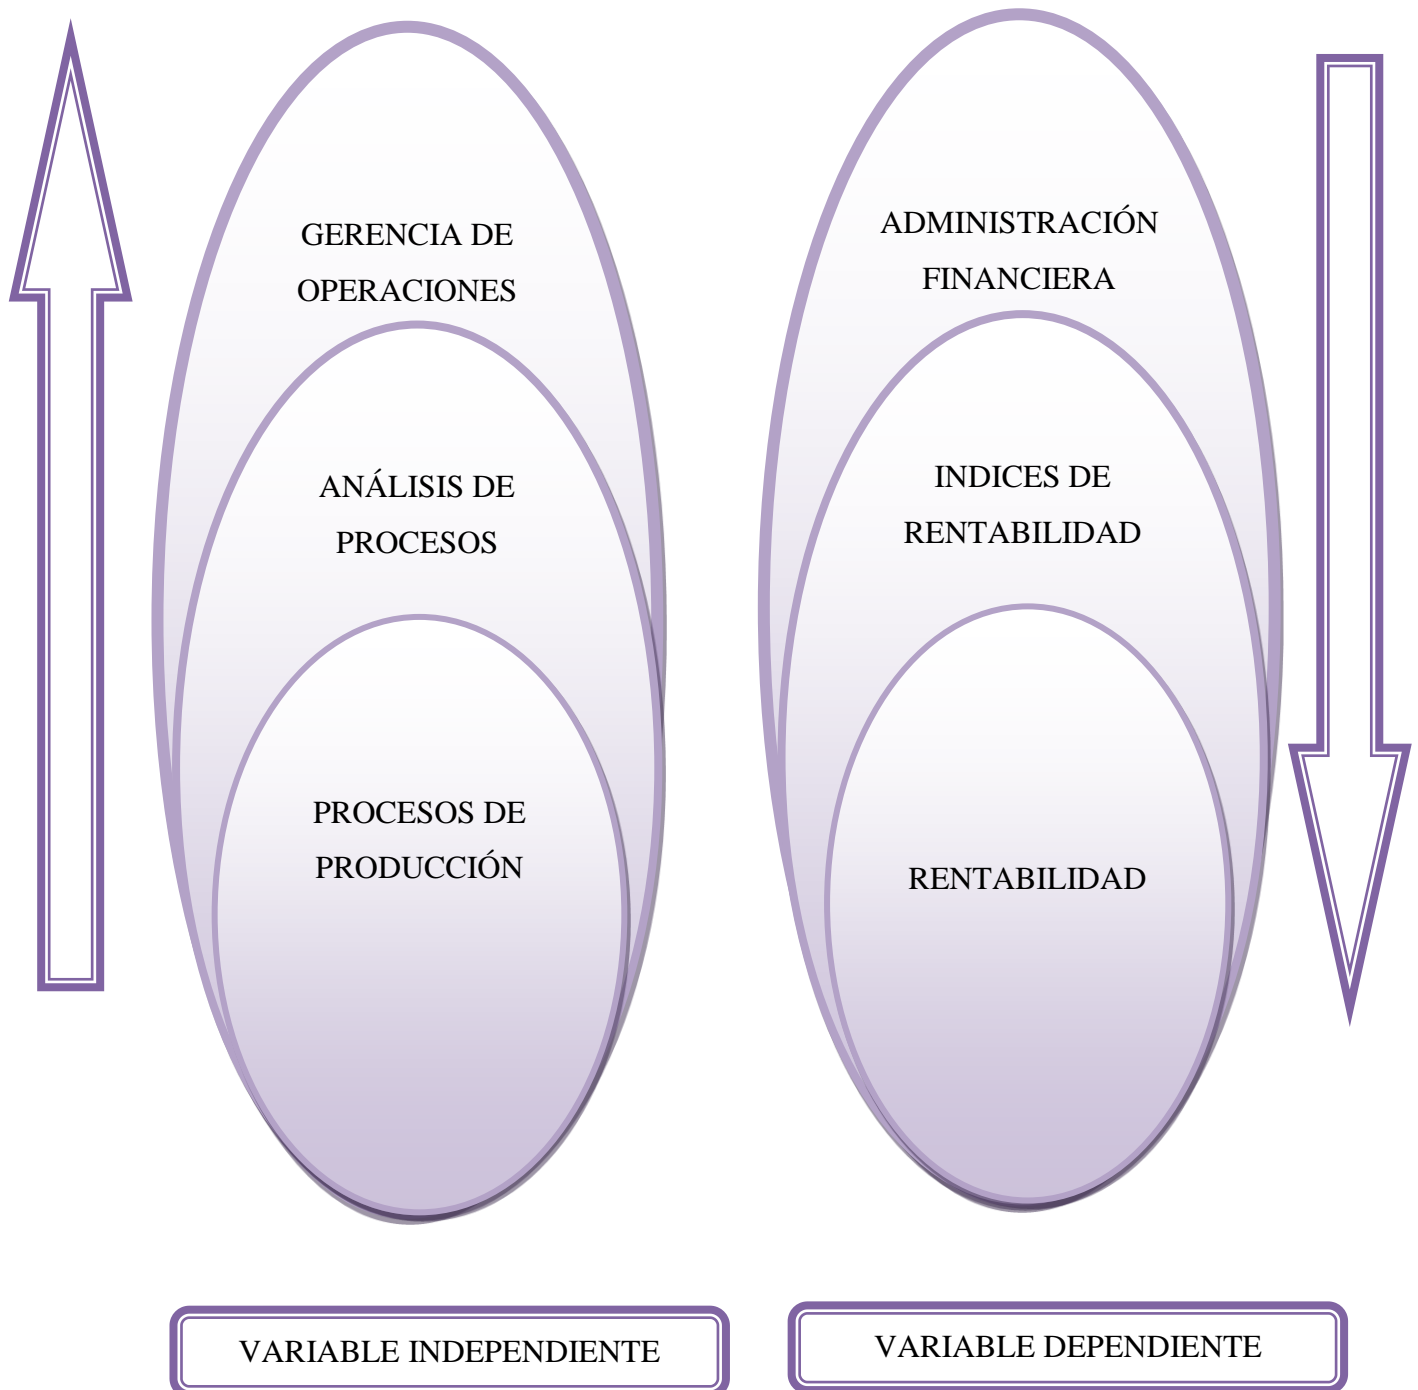 GERENCIA DE
OPERACIONES
ANÁLISIS DE
PROCESOS
PROCESOS DE
PRODUCCIÓN
ADMINISTRACIÓN
FINANCIERA
INDICES DE
RENTABILIDAD
RENTABILIDAD
VARIABLE INDEPENDIENTE
VARIABLE DEPENDIENTE